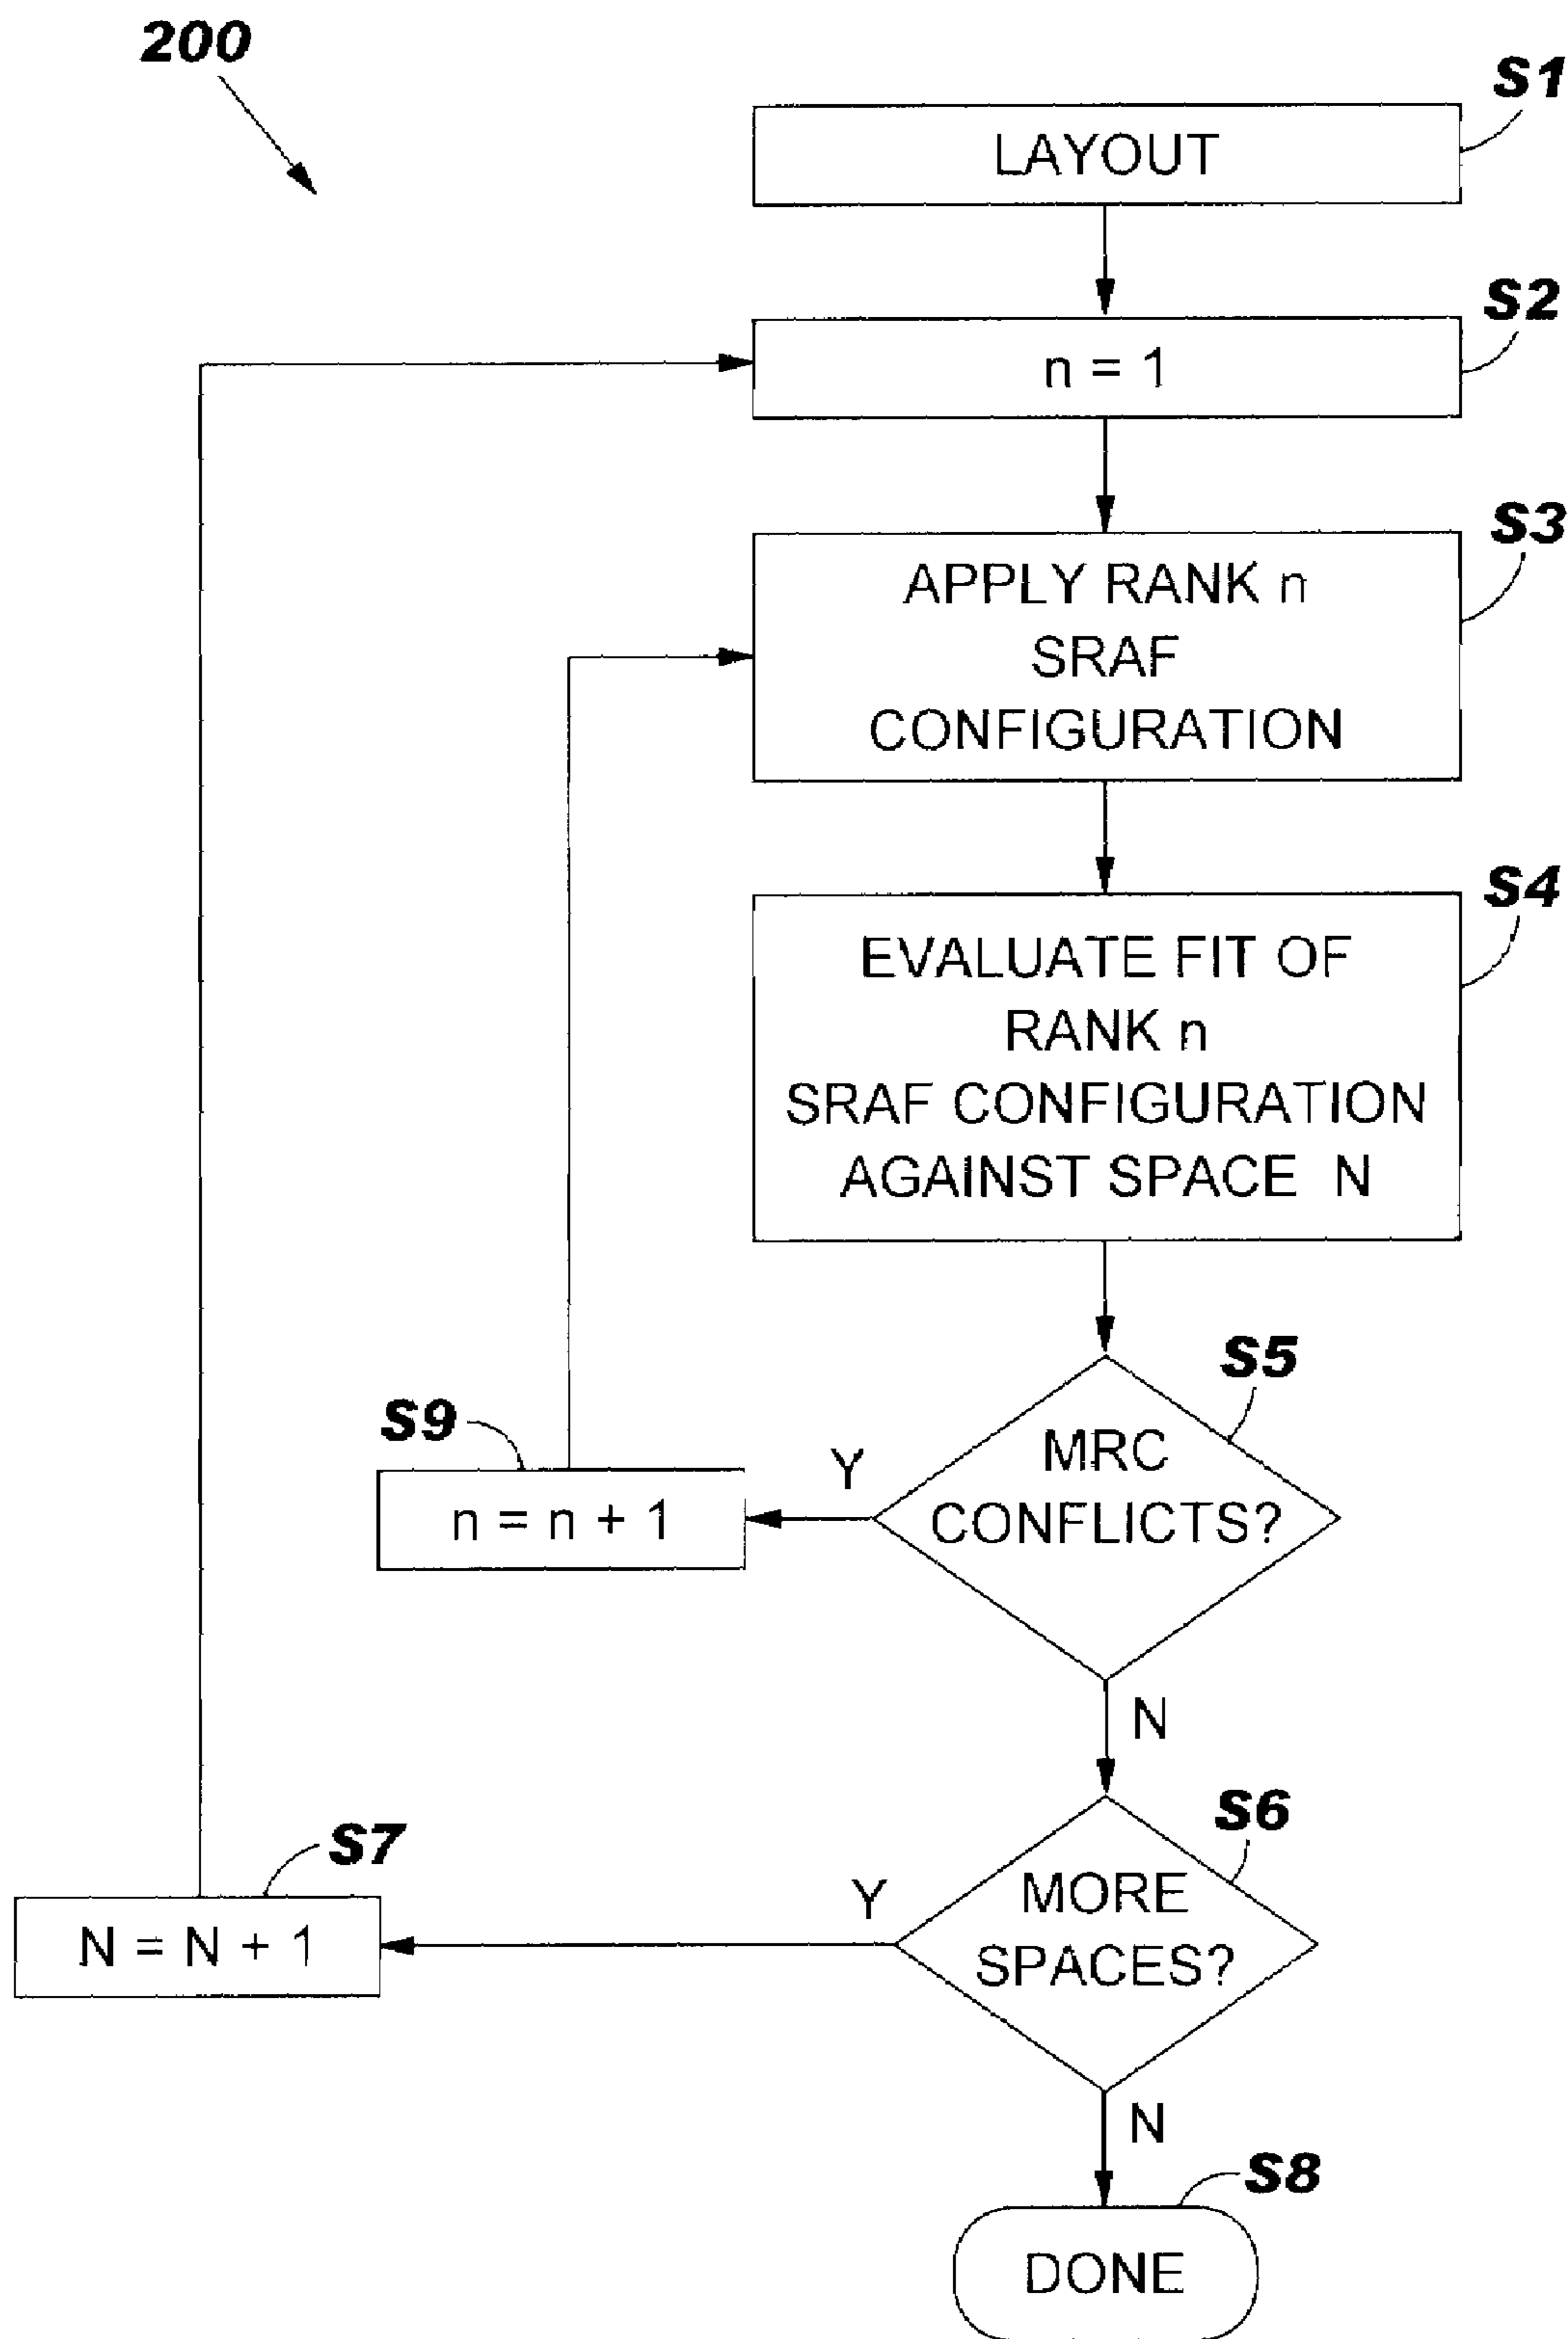 200
S1
LAYOUT
S2
n = 1
S3
APPLY RANK n
SRAF
CONFIGURATION
S4
EVALUATE FIT OF
RANK n
SRAF CONFIGURATION
AGAINST SPACE N
S5
MRC
CONFLICTS?
Y
S9
n = n + 1
N
S6
MORE
SPACES?
Y
S7
N = N + 1
N
S8
DONE